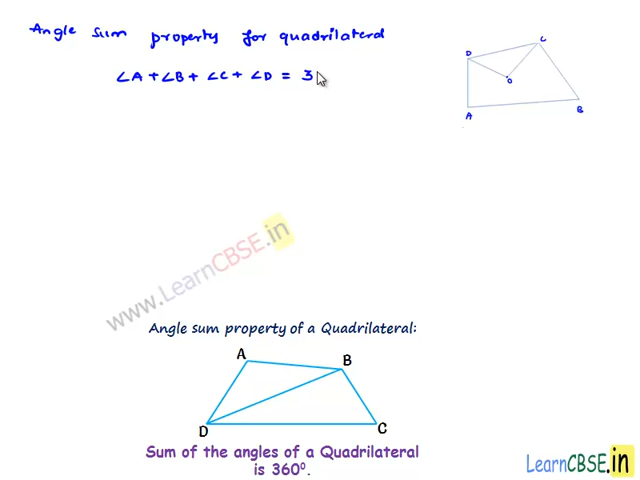 Angle sum property for quadrilateral
∠A + ∠B + ∠C + ∠D = 3
D
C
O
A
B
www.LearnCBSE.in
Angle sum property of a Quadrilateral:
A
B
D
C
Sum of the angles of a Quadrilateral
is 360⁰.
LearnCBSE.in